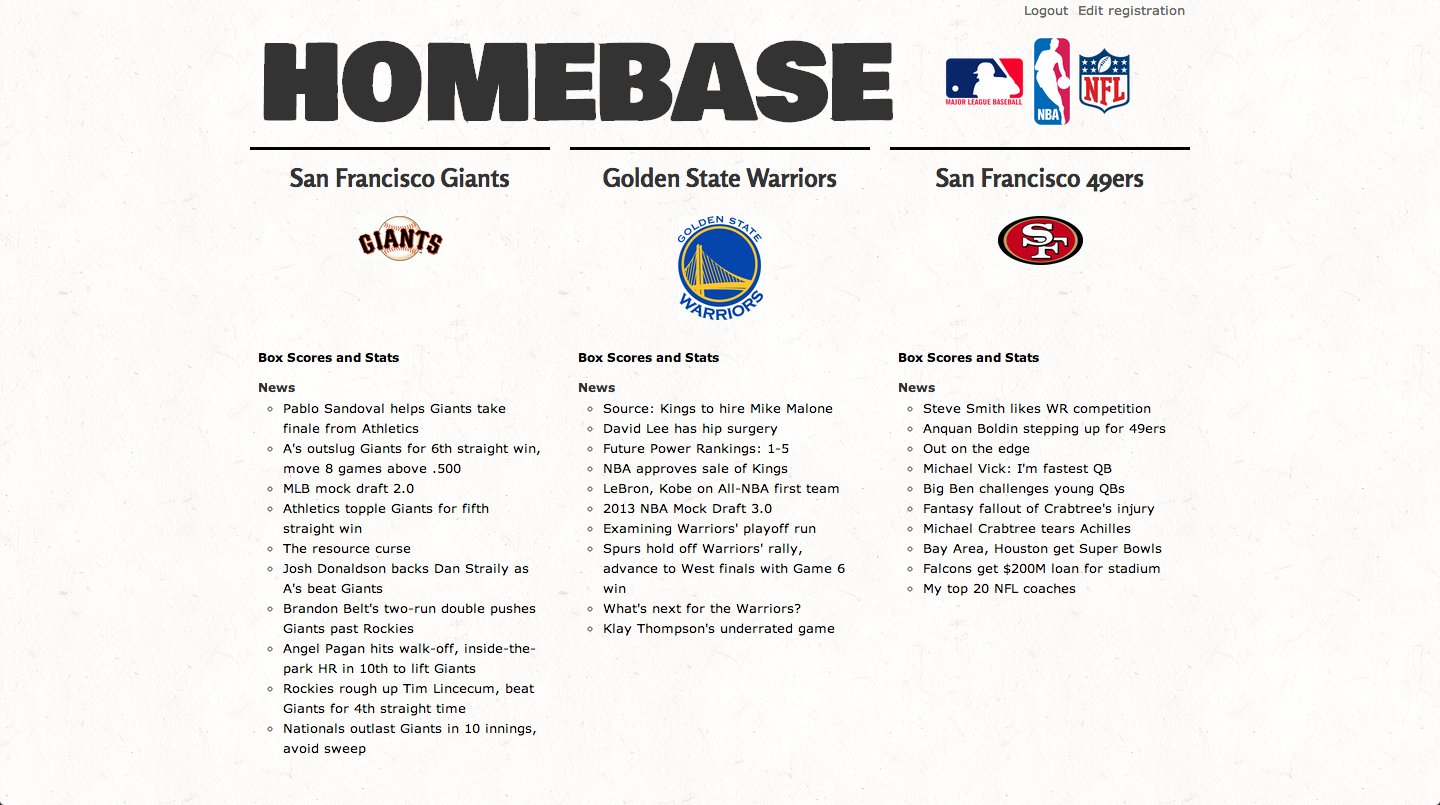 Logout Edit registration
HOMEBASE
MAJOR LEAGUE BASEBALL
NBA
NFL
San Francisco Giants
GIANTS
Box Scores and Stats
News
Pablo Sandoval helps Giants take
finale from Athletics
A's outslug Giants for 6th straight win,
move 8 games above .500
MLB mock draft 2.0
Athletics topple Giants for fifth
straight win
The resource curse
Josh Donaldson backs Dan Straily as
A's beat Giants
Brandon Belt's two-run double pushes
Giants past Rockies
Angel Pagan hits walk-off, inside-the-
park HR in 10th to lift Giants
Rockies rough up Tim Lincecum, beat
Giants for 4th straight time
Nationals outlast Giants in 10 innings,
avoid sweep
Golden State Warriors
GOLDEN STATE
WARRIORS
Box Scores and Stats
News
Source: Kings to hire Mike Malone
David Lee has hip surgery
Future Power Rankings: 1-5
NBA approves sale of Kings
LeBron, Kobe on All-NBA first team
2013 NBA Mock Draft 3.0
Examining Warriors' playoff run
Spurs hold off Warriors' rally,
advance to West finals with Game 6
win
What's next for the Warriors?
Klay Thompson's underrated game
San Francisco 49ers
SF
Box Scores and Stats
News
Steve Smith likes WR competition
Anquan Boldin stepping up for 49ers
Out on the edge
Michael Vick: I'm fastest QB
Big Ben challenges young QBs
Fantasy fallout of Crabtree's injury
Michael Crabtree tears Achilles
Bay Area, Houston get Super Bowls
Falcons get $200M loan for stadium
My top 20 NFL coaches